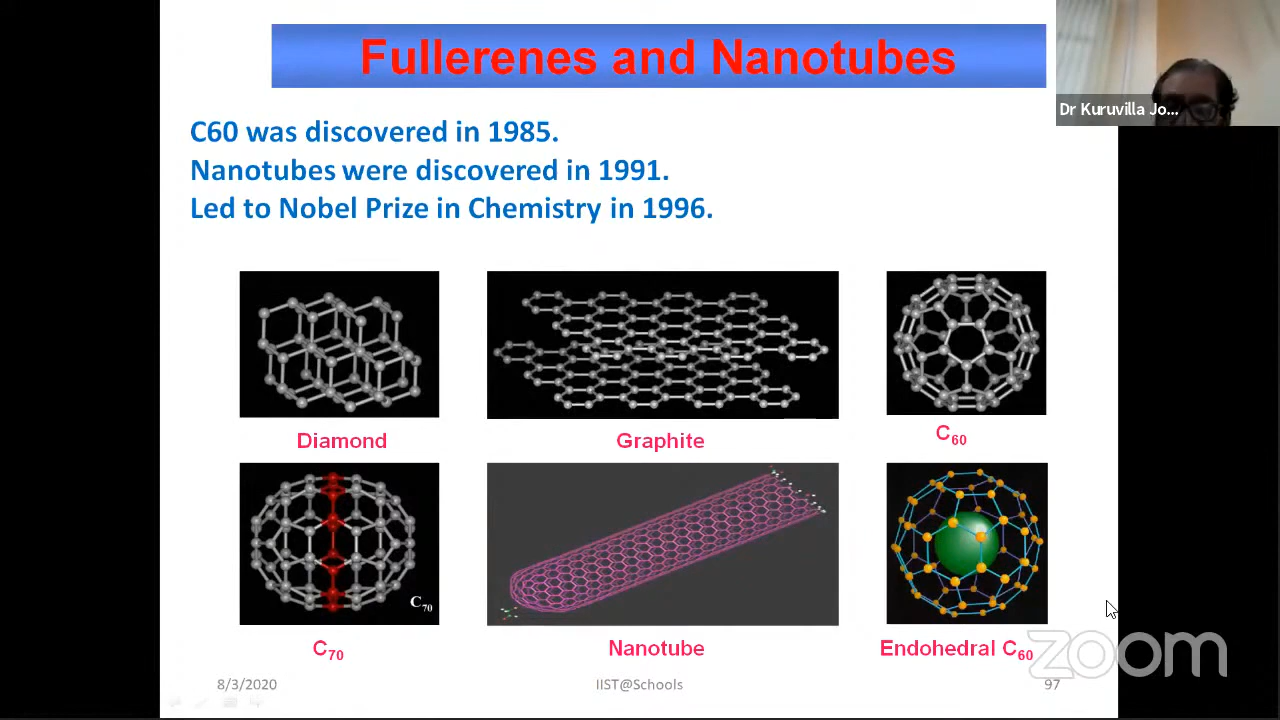 Fullerenes and Nanotubes
Dr Kuruvilla Jo...
C60 was discovered in 1985.
Nanotubes were discovered in 1991.
Led to Nobel Prize in Chemistry in 1996.
Diamond
Graphite
C60
C70
C70
Nanotube
Endohedral C60
zoom
8/3/2020
IIST@Schools
97